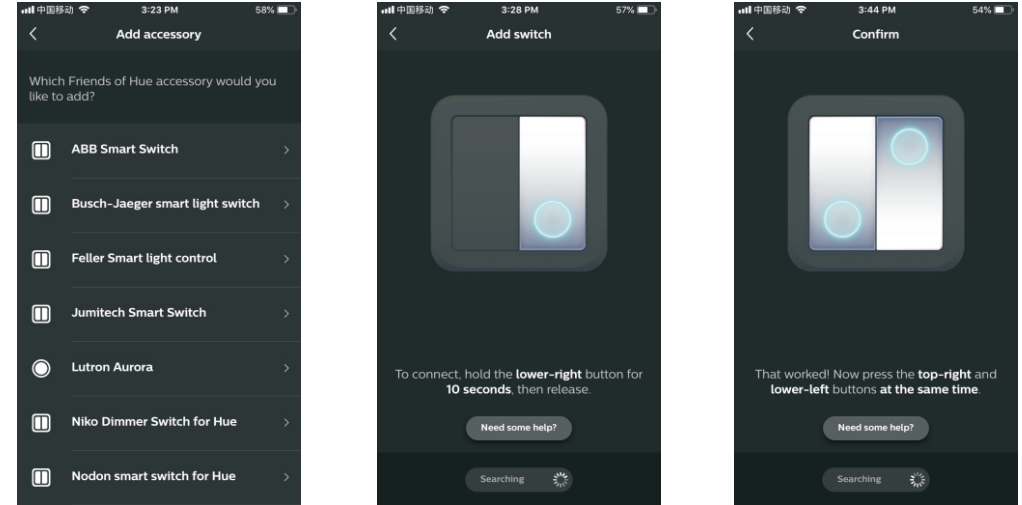 中国移动 3:23 PM 58%
Add accessory
Which Friends of Hue accessory would you
like to add?
ABB Smart Switch
Busch-Jaeger smart light switch
Feller Smart light control
Jumitech Smart Switch
Lutron Aurora
Niko Dimmer Switch for Hue
Nodon smart switch for Hue
中国移动 3:28 PM 57%
Add switch
To connect, hold the lower-right button for
10 seconds, then release.
Need some help?
Searching
中国移动 3:44 PM 54%
Confirm
That worked! Now press the top-right and
lower-left buttons at the same time.
Need some help?
Searching